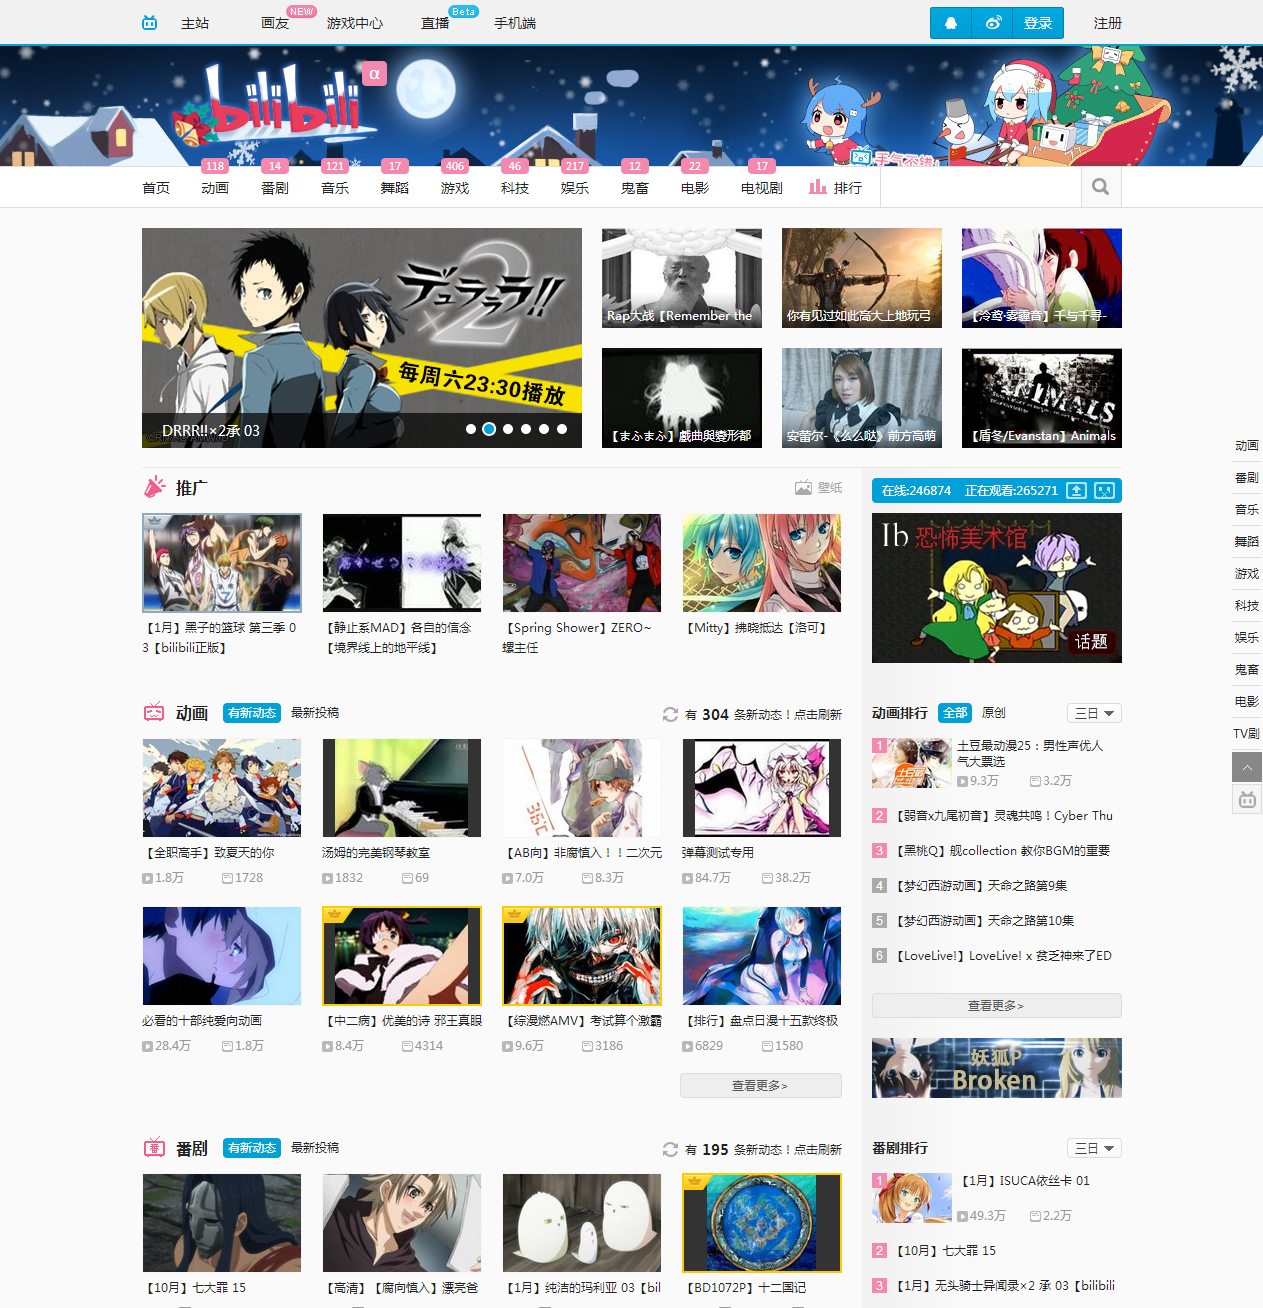 主站 画友 NEW 游戏中心 直播 Beta 手机端 登录 注册
bilibili α
手气不错
118 14 121 17 406 46 217 12 22 17
首页 动画 番剧 音乐 舞蹈 游戏 科技 娱乐 鬼畜 电影 电视剧 排行
デュラララ!!×2
每周六23:30播放
DRRR!!×2承 03
Rap大战【Remember the
你有见过如此高大上地玩弓
【泠鸢·雾霾音】千与千寻-
【まふまふ】戲曲與變形都
安蕾尔-《么么哒》前方高萌
ANIMALS
【盾冬/Evanstan】Animals
推广 壁纸
在线:246874 正在观看:265271
Ib 恐怖美术馆
话题
【1月】黑子的篮球 第三季 0
3【bilibili正版】
【静止系MAD】各自的信念
【境界线上的地平线】
【Spring Shower】ZERO~
螺主任
【Mitty】拂晓抵达【洛可】
动画 有新动态 最新投稿 有 304 条新动态！点击刷新
【全职高手】致夏天的你
1.8万 1728
汤姆的完美钢琴教室
1832 69
【AB向】非腐慎入！！二次元
7.0万 8.3万
弹幕测试专用
84.7万 38.2万
必看的十部纯爱向动画
28.4万 1.8万
【中二病】优美的诗 邪王真眼
8.4万 4314
【综漫燃AMV】考试算个激霸
9.6万 3186
【排行】盘点日漫十五款终极
6829 1580
查看更多>
动画排行 全部 原创 三日
1 土豆最动漫25：男性声优人
气大票选
9.3万 3.2万
2 【弱音x九尾初音】灵魂共鸣！Cyber Thu
3 【黑桃Q】舰collection 教你BGM的重要
4 【梦幻西游动画】天命之路第9集
5 【梦幻西游动画】天命之路第10集
6 【LoveLive!】LoveLive! x 贫乏神来了ED
查看更多>
妖狐P
Broken
番剧 有新动态 最新投稿 有 195 条新动态！点击刷新
【10月】七大罪 15
【高清】【腐向慎入】漂亮爸
【1月】纯洁的玛利亚 03【bil
【BD1072P】十二国记
番剧排行 三日
1 【1月】ISUCA依丝卡 01
49.3万 2.2万
2 【10月】七大罪 15
3 【1月】无头骑士异闻录×2 承 03【bilibili
动画
番剧
音乐
舞蹈
游戏
科技
娱乐
鬼畜
电影
TV剧